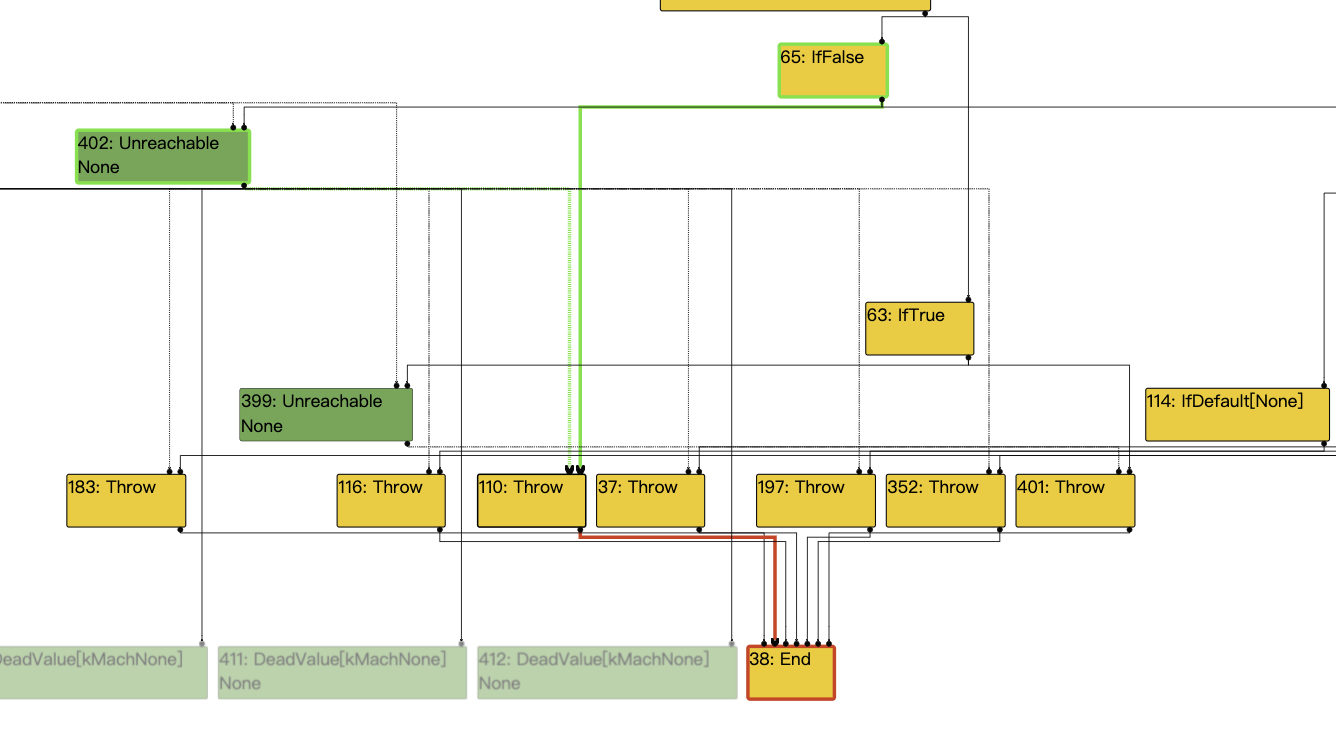 65: IfFalse
402: Unreachable
None
63: IfTrue
399: Unreachable
None
114: IfDefault[None]
183: Throw
116: Throw
110: Throw
37: Throw
197: Throw
352: Throw
401: Throw
DeadValue[kMachNone]
411: DeadValue[kMachNone]
None
412: DeadValue[kMachNone]
None
38: End